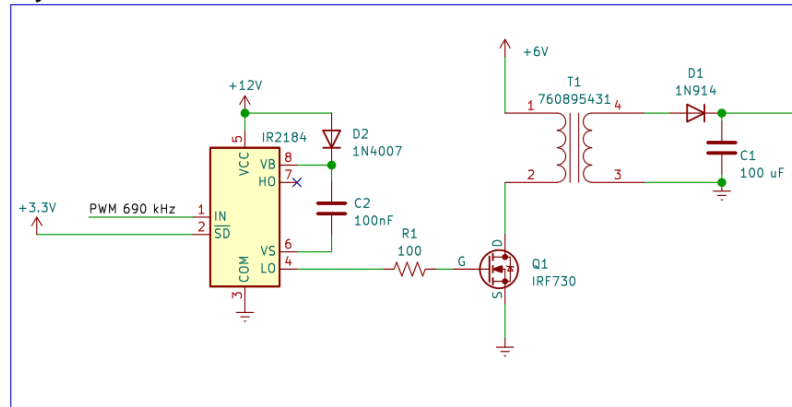 +6V
D1
1N914
T1
760895431
1
4
2
3
C1
100 uF
+12V
IR2184
D2
1N4007
5
VCC
VB
8
HO
7
+3.3V
PWM 690 kHz
1
IN
2
SD
C2
100nF
VS
6
LO
4
COM
3
R1
100
G
D
S
Q1
IRF730